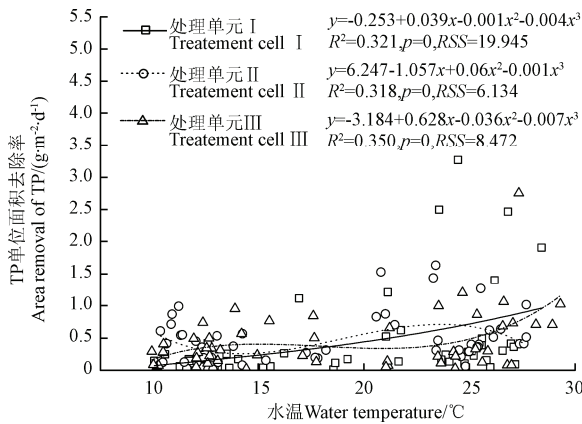 处理单元Ⅰ y=-0.253+0.039x-0.001x²-0.004x³
Treatement cell Ⅰ R²=0.321,p=0,RSS=19.945
处理单元Ⅱ y=6.247-1.057x+0.06x²-0.001x³
Treatement cell Ⅱ R²=0.318,p=0,RSS=6.134
处理单元Ⅲ y=-3.184+0.628x-0.036x²-0.007x³
Treatement cell Ⅲ R²=0.350,p=0,RSS=8.472
TP单位面积去除率
Area removal of TP/(g·m⁻²·d⁻¹)
5.5
5.0
4.5
4.0
3.5
3.0
2.5
2.0
1.5
1.0
0.5
0
5 10 15 20 25 30
水温Water temperature/℃